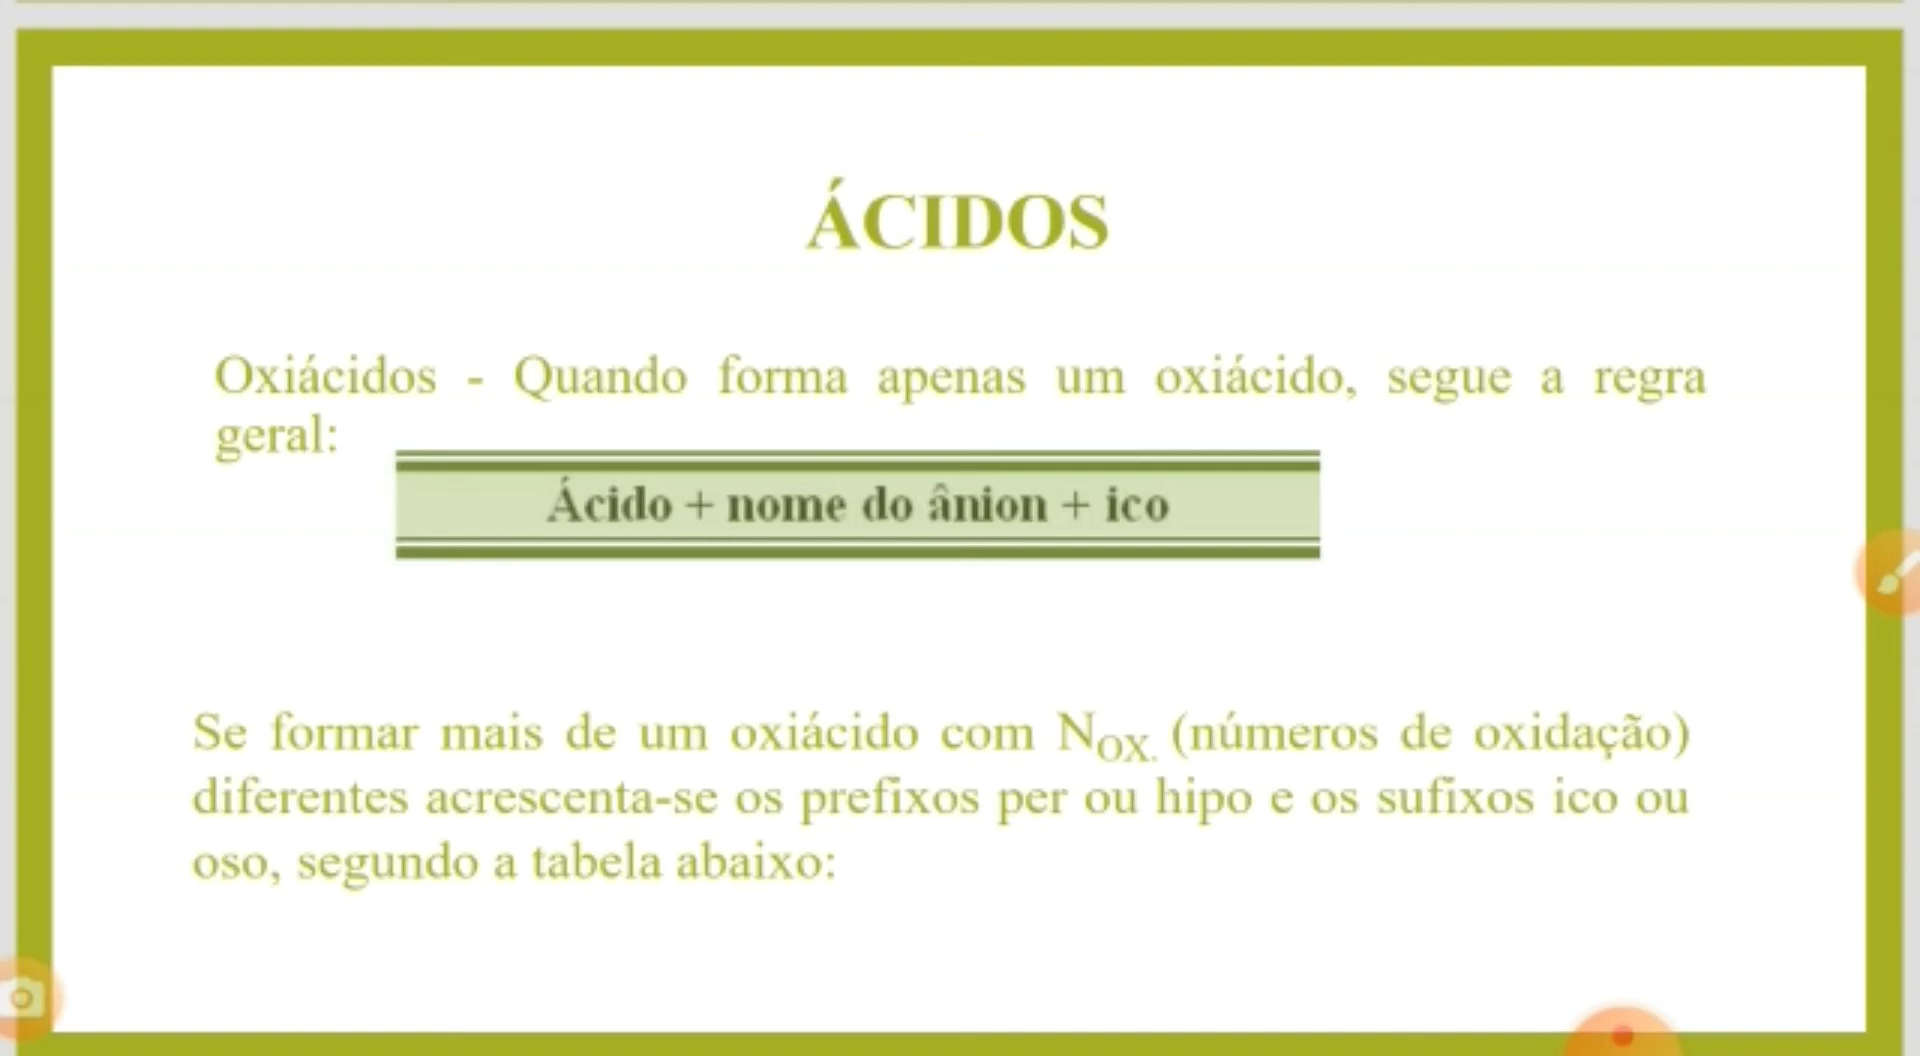 ÁCIDOS
Oxiácidos - Quando forma apenas um oxiácido, segue a regra
geral:
Ácido + nome do ânion + ico
Se formar mais de um oxiácido com NOX. (números de oxidação)
diferentes acrescenta-se os prefixos per ou hipo e os sufixos ico ou
oso, segundo a tabela abaixo: